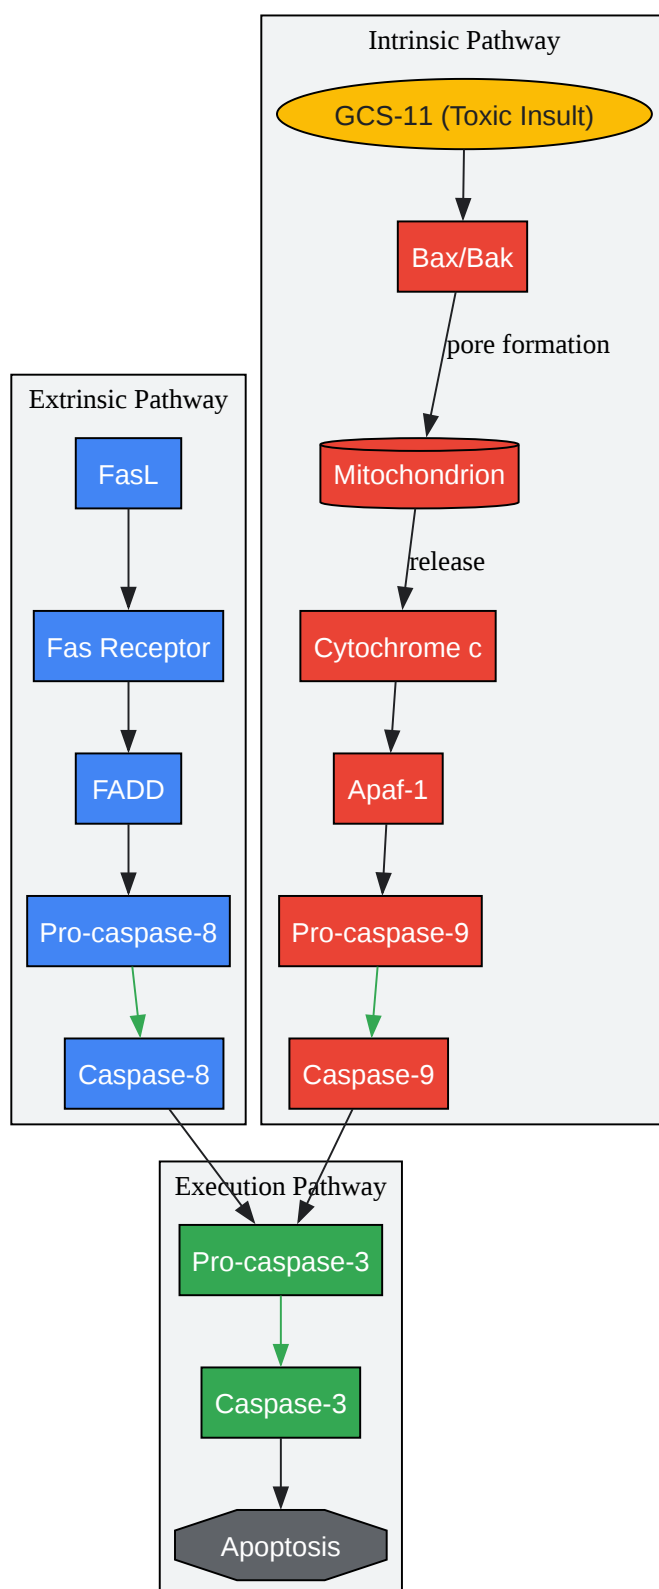 Intrinsic Pathway
GCS-11 (Toxic Insult)
Bax/Bak
pore formation
Mitochondrion
release
Cytochrome c
Apaf-1
Pro-caspase-9
Caspase-9
Extrinsic Pathway
FasL
Fas Receptor
FADD
Pro-caspase-8
Caspase-8
Execution Pathway
Pro-caspase-3
Caspase-3
Apoptosis